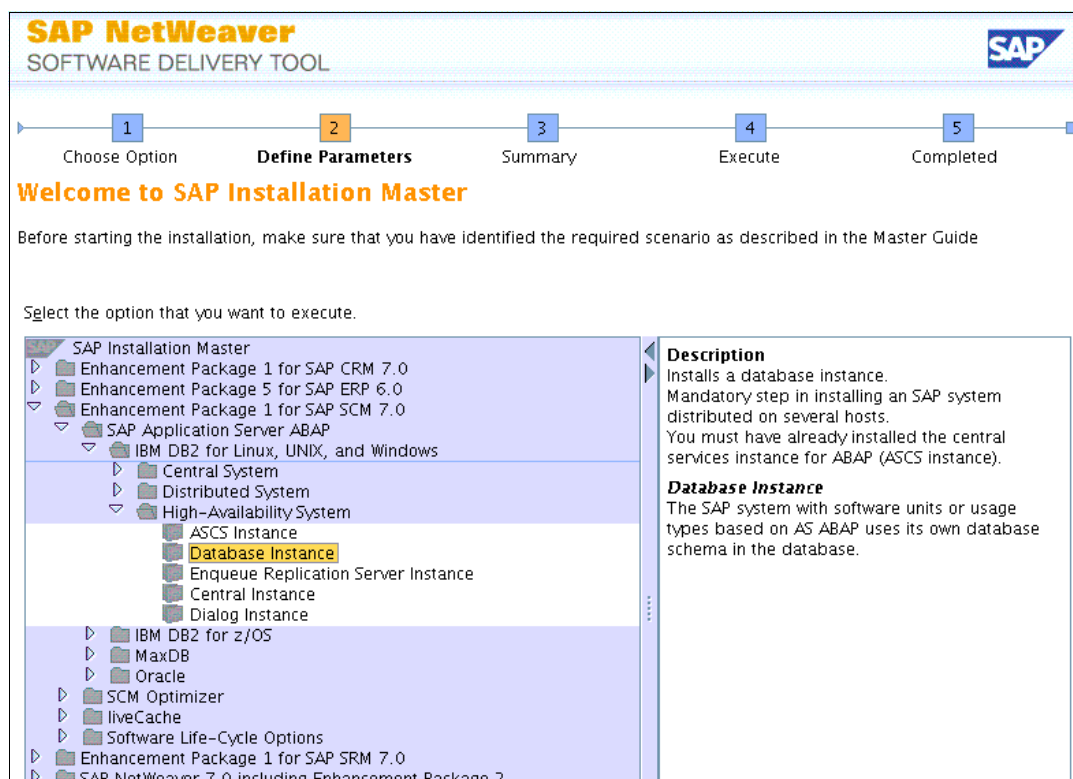 SAP NetWeaver
SOFTWARE DELIVERY TOOL
SAP
1 2 3 4 5
Choose Option Define Parameters Summary Execute Completed
Welcome to SAP Installation Master
Before starting the installation, make sure that you have identified the required scenario as described in the Master Guide
Select the option that you want to execute.
SAP SAP Installation Master
Enhancement Package 1 for SAP CRM 7.0
Enhancement Package 5 for SAP ERP 6.0
Enhancement Package 1 for SAP SCM 7.0
SAP Application Server ABAP
IBM DB2 for Linux, UNIX, and Windows
Central System
Distributed System
High-Availability System
ASCS Instance
Database Instance
Enqueue Replication Server Instance
Central Instance
Dialog Instance
IBM DB2 for z/OS
MaxDB
Oracle
SCM Optimizer
liveCache
Software Life-Cycle Options
Enhancement Package 1 for SAP SRM 7.0
SAP NetWeaver 7.0 including Enhancement Package 2
Description
Installs a database instance.
Mandatory step in installing an SAP system
distributed on several hosts.
You must have already installed the central
services instance for ABAP (ASCS instance).
Database Instance
The SAP system with software units or usage
types based on AS ABAP uses its own database
schema in the database.